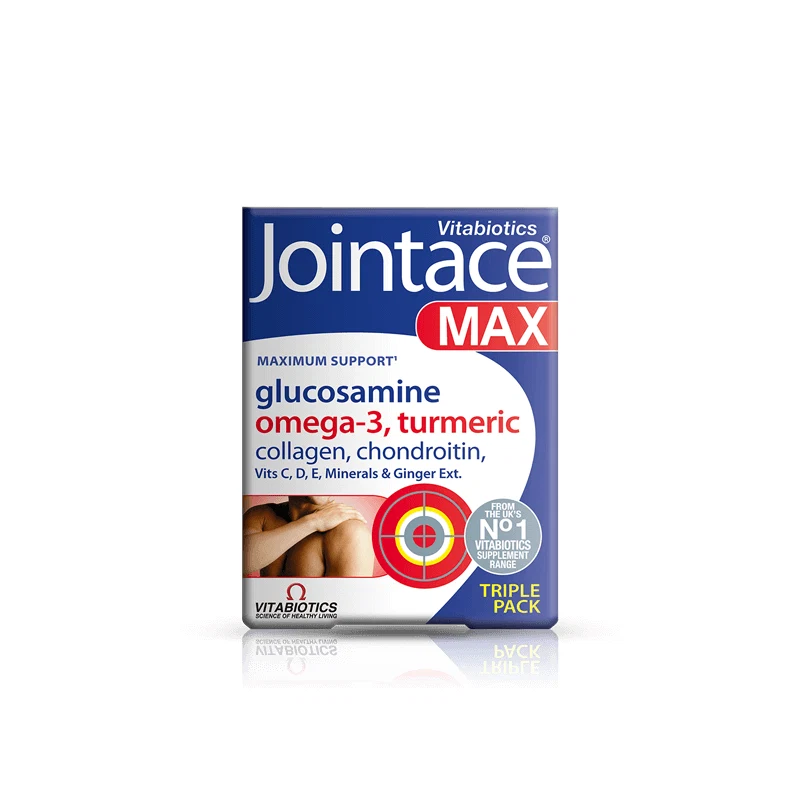 Vitabiotics
Jointace®
MAX
MAXIMUM SUPPORT¹
glucosamine
omega-3, turmeric
collagen, chondroitin,
Vits C, D, E, Minerals & Ginger Ext.
FROM
THE UK'S
Nº1
VITABIOTICS
SUPPLEMENT
RANGE
TRIPLE
PACK
VITABIOTICS
SCIENCE OF HEALTHY LIVING